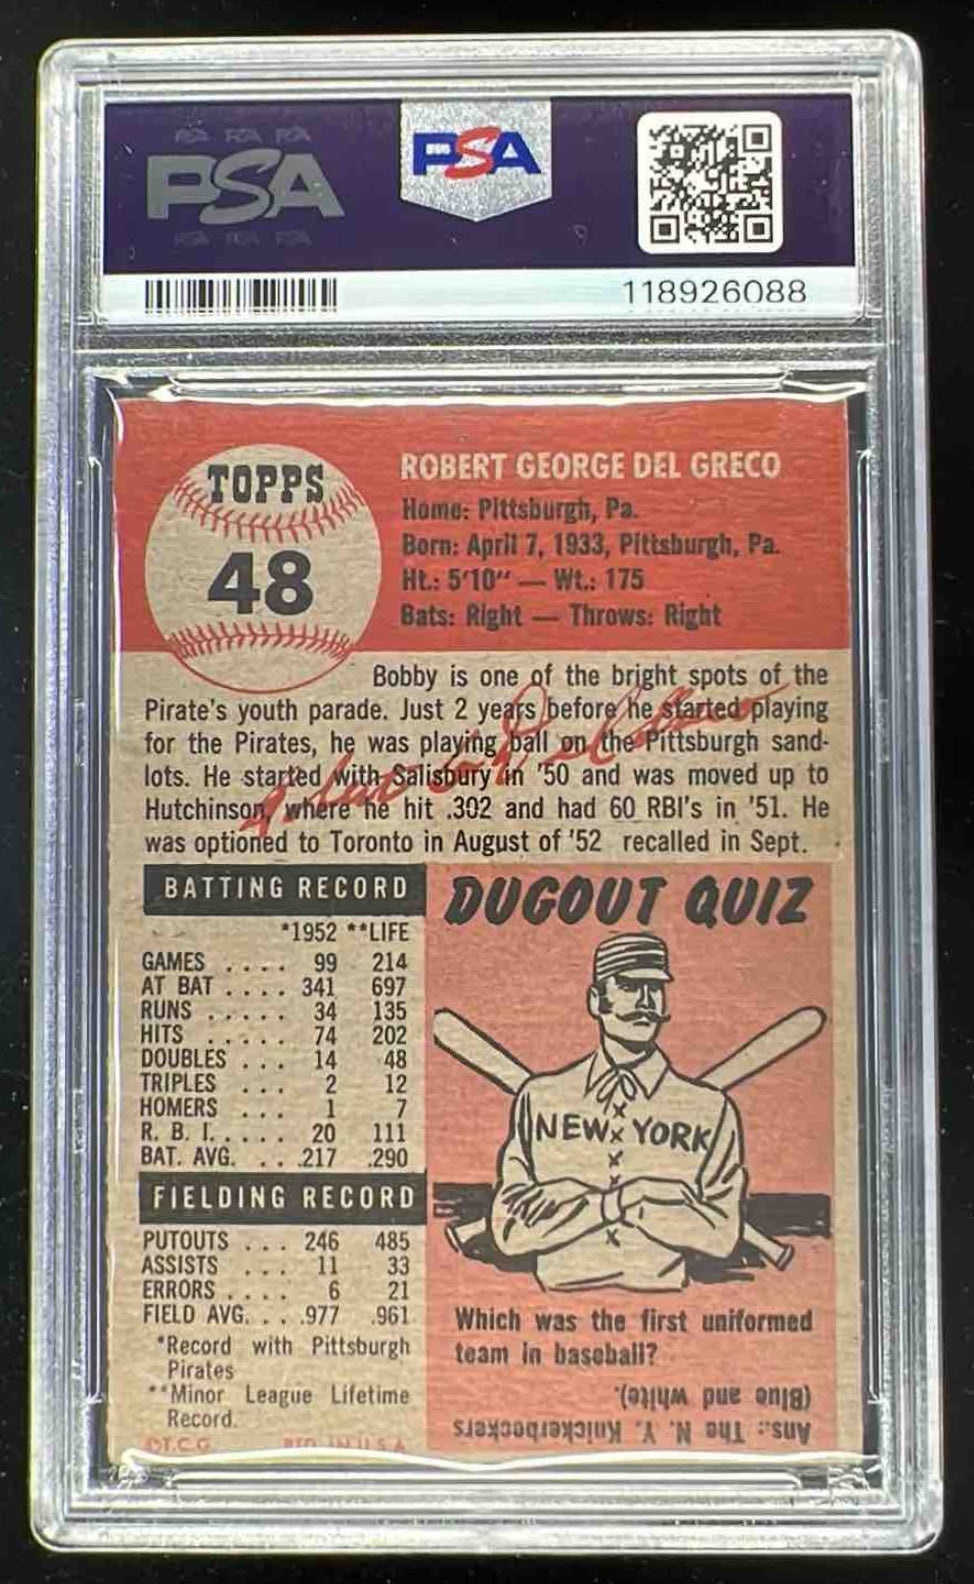 PSA PSA PSA
PSA
PSA PSA PSA
PSA
118926088
TOPPS
48
ROBERT GEORGE DEL GRECO
Home: Pittsburgh, Pa.
Born: April 7, 1933, Pittsburgh, Pa.
Ht.: 5'10" — Wt.: 175
Bats: Right — Throws: Right
Bobby is one of the bright spots of the
Pirate's youth parade. Just 2 years before he started playing
for the Pirates, he was playing ball on the Pittsburgh sand-
lots. He started with Salisbury in '50 and was moved up to
Hutchinson, where he hit .302 and had 60 RBI's in '51. He
was optioned to Toronto in August of '52 recalled in Sept.
BATTING RECORD
*1952 **LIFE
GAMES . . . . 99 214
AT BAT . . . . 341 697
RUNS . . . . . 34 135
HITS . . . . . 74 202
DOUBLES . . . 14 48
TRIPLES . . . 2 12
HOMERS . . . 1 7
R. B. I. . . . . 20 111
BAT. AVG. . . .217 .290
FIELDING RECORD
PUTOUTS . . . 246 485
ASSISTS . . . 11 33
ERRORS . . . . 6 21
FIELD AVG. . . .977 .961
*Record with Pittsburgh
Pirates
**Minor League Lifetime
Record.
©T.C.G. PTD. IN U.S.A.
DUGOUT QUIZ
NEW YORK
Which was the first uniformed
team in baseball?
Ans.: The N. Y. Knickerbockers
(Blue and white).